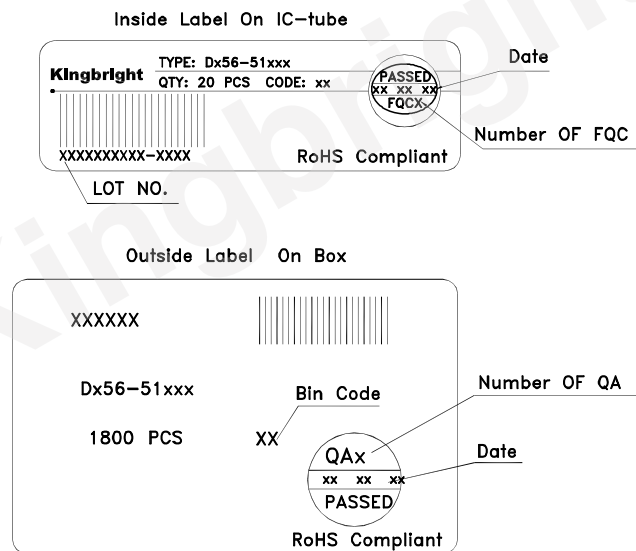 Inside Label On IC-tube
Kingbright
TYPE: Dx56-51xxx
QTY: 20 PCS CODE: xx
PASSED
xx xx xx
FQCX
Date
Number OF FQC
XXXXXXXXXX-XXXX
RoHS Compliant
LOT NO.
Outside Label On Box
XXXXXX
Dx56-51xxx
Bin Code
Number OF QA
1800 PCS
XX
QAx
Date
xx xx xx
PASSED
RoHS Compliant
Kingbright